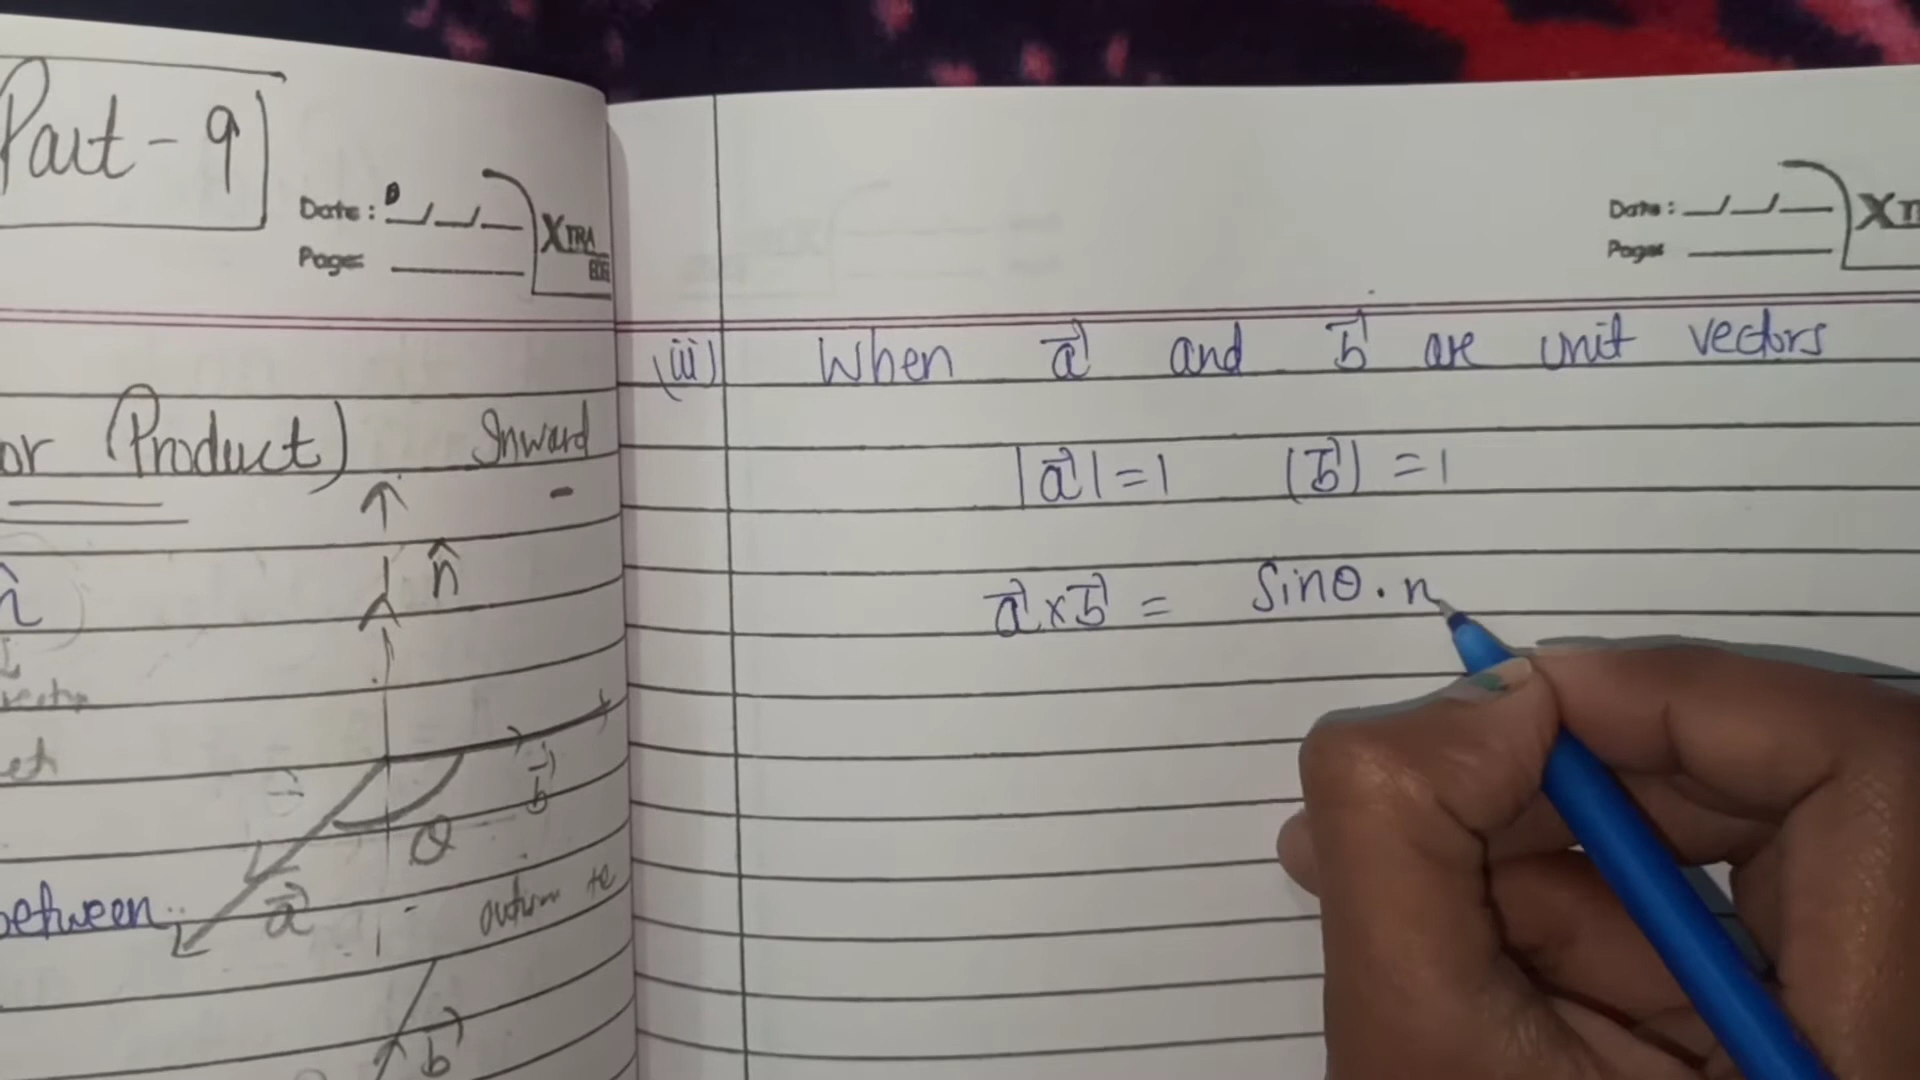 Part - 9
Date:
Page
XTRA
or (Product) Inward
-
n̂
n̂
b⃗
θ
between
a⃗
b⃗
Date:
Page
(iii) When a⃗ and b⃗ are unit vectors
|a⃗| = 1 |b⃗| = 1
a⃗ × b⃗ = Sinθ . n